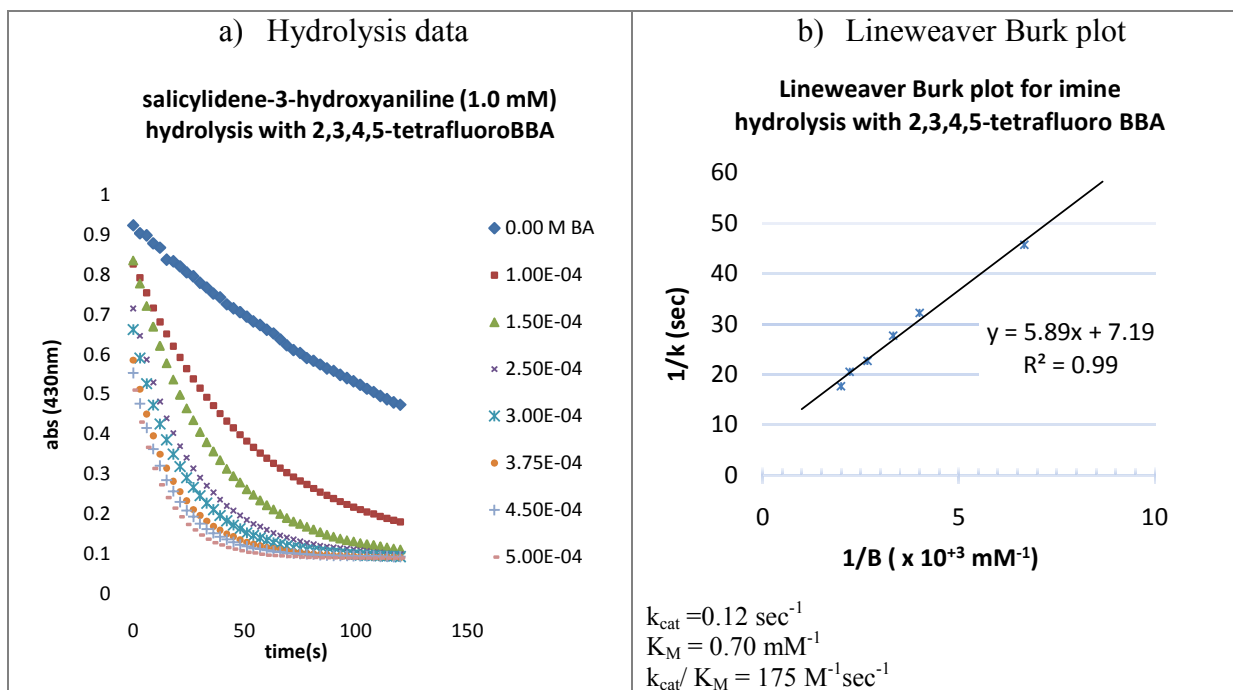 a) Hydrolysis data
salicylidene-3-hydroxyaniline (1.0 mM)
hydrolysis with 2,3,4,5-tetrafluoroBBA
abs (430nm)
1
0.9
0.8
0.7
0.6
0.5
0.4
0.3
0.2
0.1
0
0 50 100 150
time(s)
0.00 M BA
1.00E-04
1.50E-04
2.50E-04
3.00E-04
3.75E-04
4.50E-04
5.00E-04
b) Lineweaver Burk plot
Lineweaver Burk plot for imine
hydrolysis with 2,3,4,5-tetrafluoro BBA
1/k (sec)
60
50
40
30
20
10
0
0 5 10
y = 5.89x + 7.19
R² = 0.99
1/B ( x 10⁺³ mM⁻¹)
k_cat =0.12 sec⁻¹
K_M = 0.70 mM⁻¹
k_cat/ K_M = 175 M⁻¹sec⁻¹